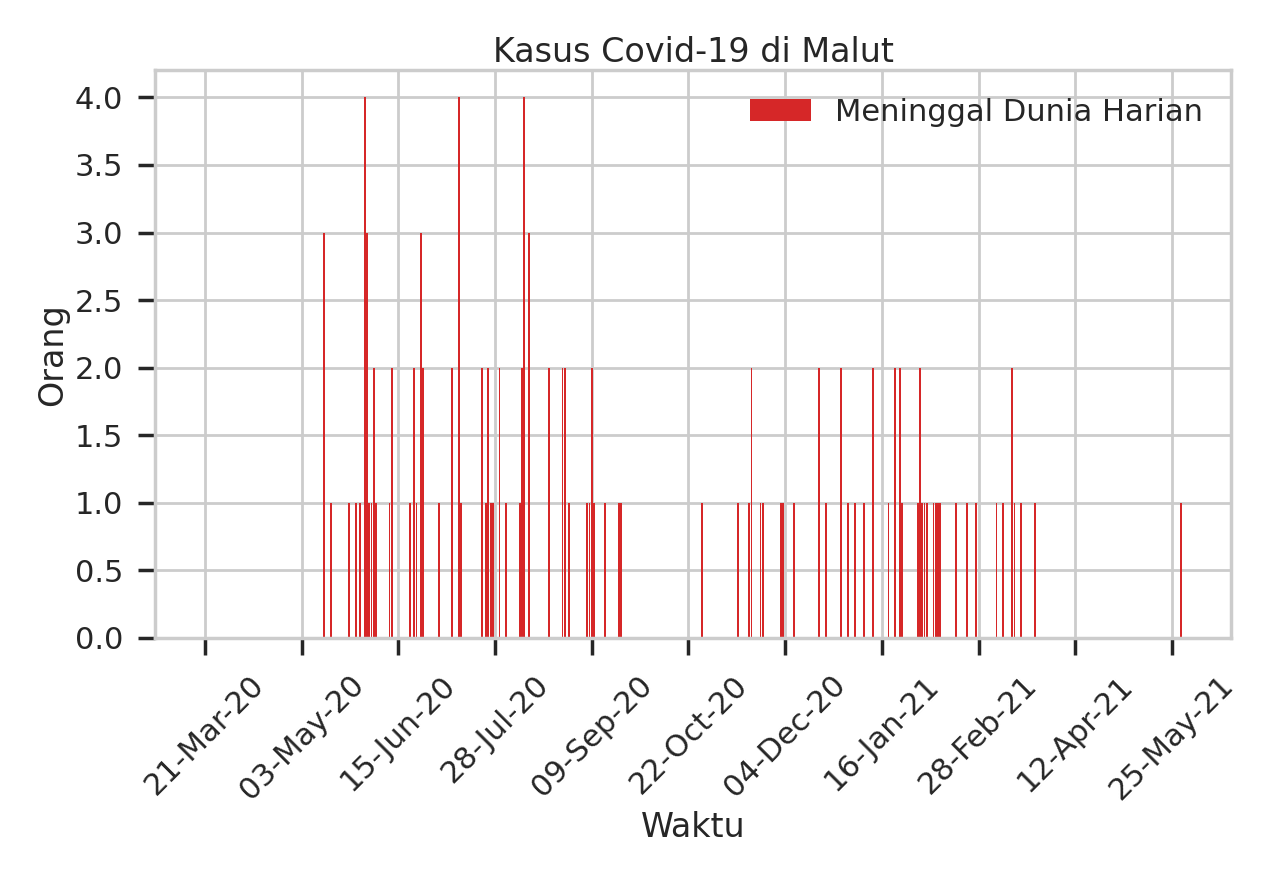 Kasus Covid-19 di Malut
Meninggal Dunia Harian
Orang
4.0
3.5
3.0
2.5
2.0
1.5
1.0
0.5
0.0
21-Mar-20
03-May-20
15-Jun-20
28-Jul-20
09-Sep-20
22-Oct-20
04-Dec-20
16-Jan-21
28-Feb-21
12-Apr-21
25-May-21
Waktu